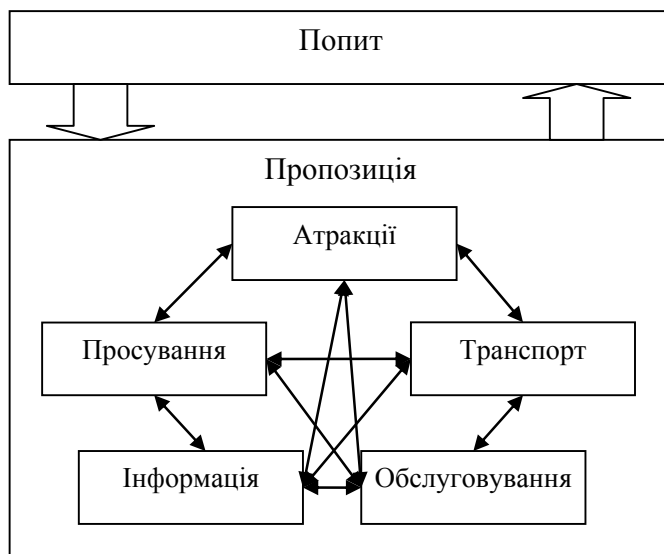 Попит
Пропозиція
Атракції
Просування
Транспорт
Інформація
Обслуговування